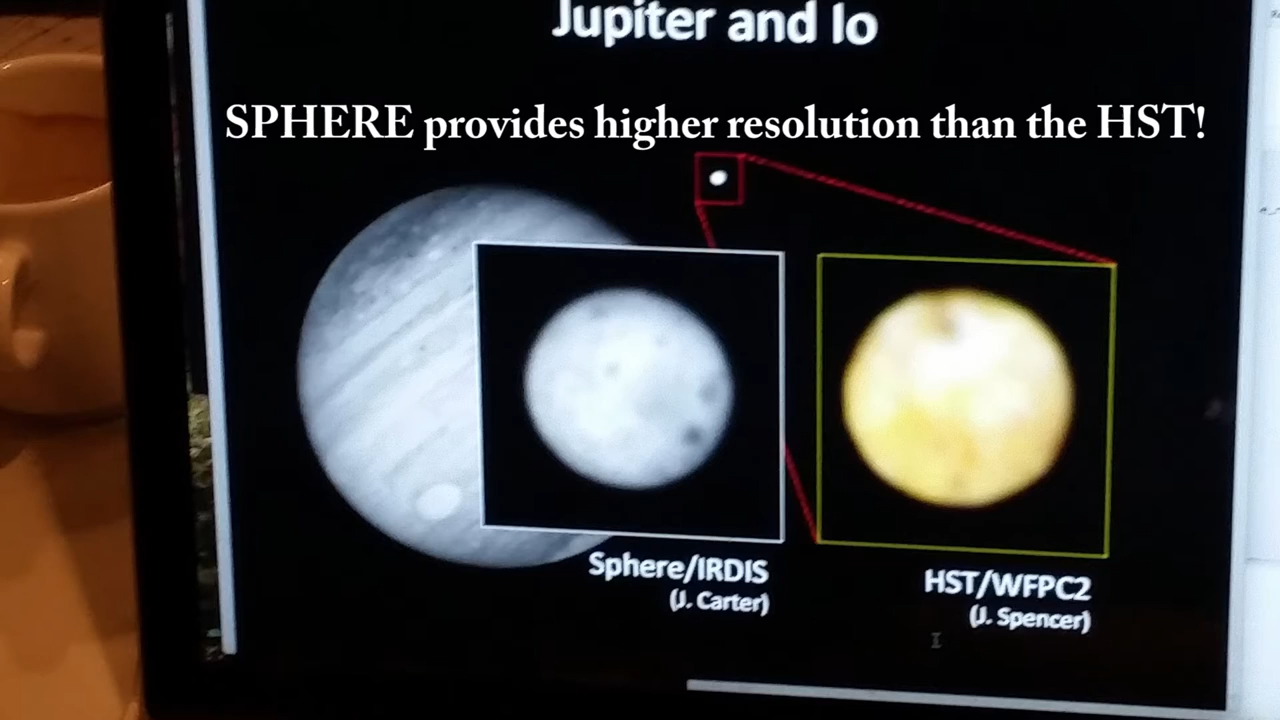 Jupiter and Io
SPHERE provides higher resolution than the HST!
Sphere/IRDIS
(J. Carter)
HST/WFPC2
(J. Spencer)